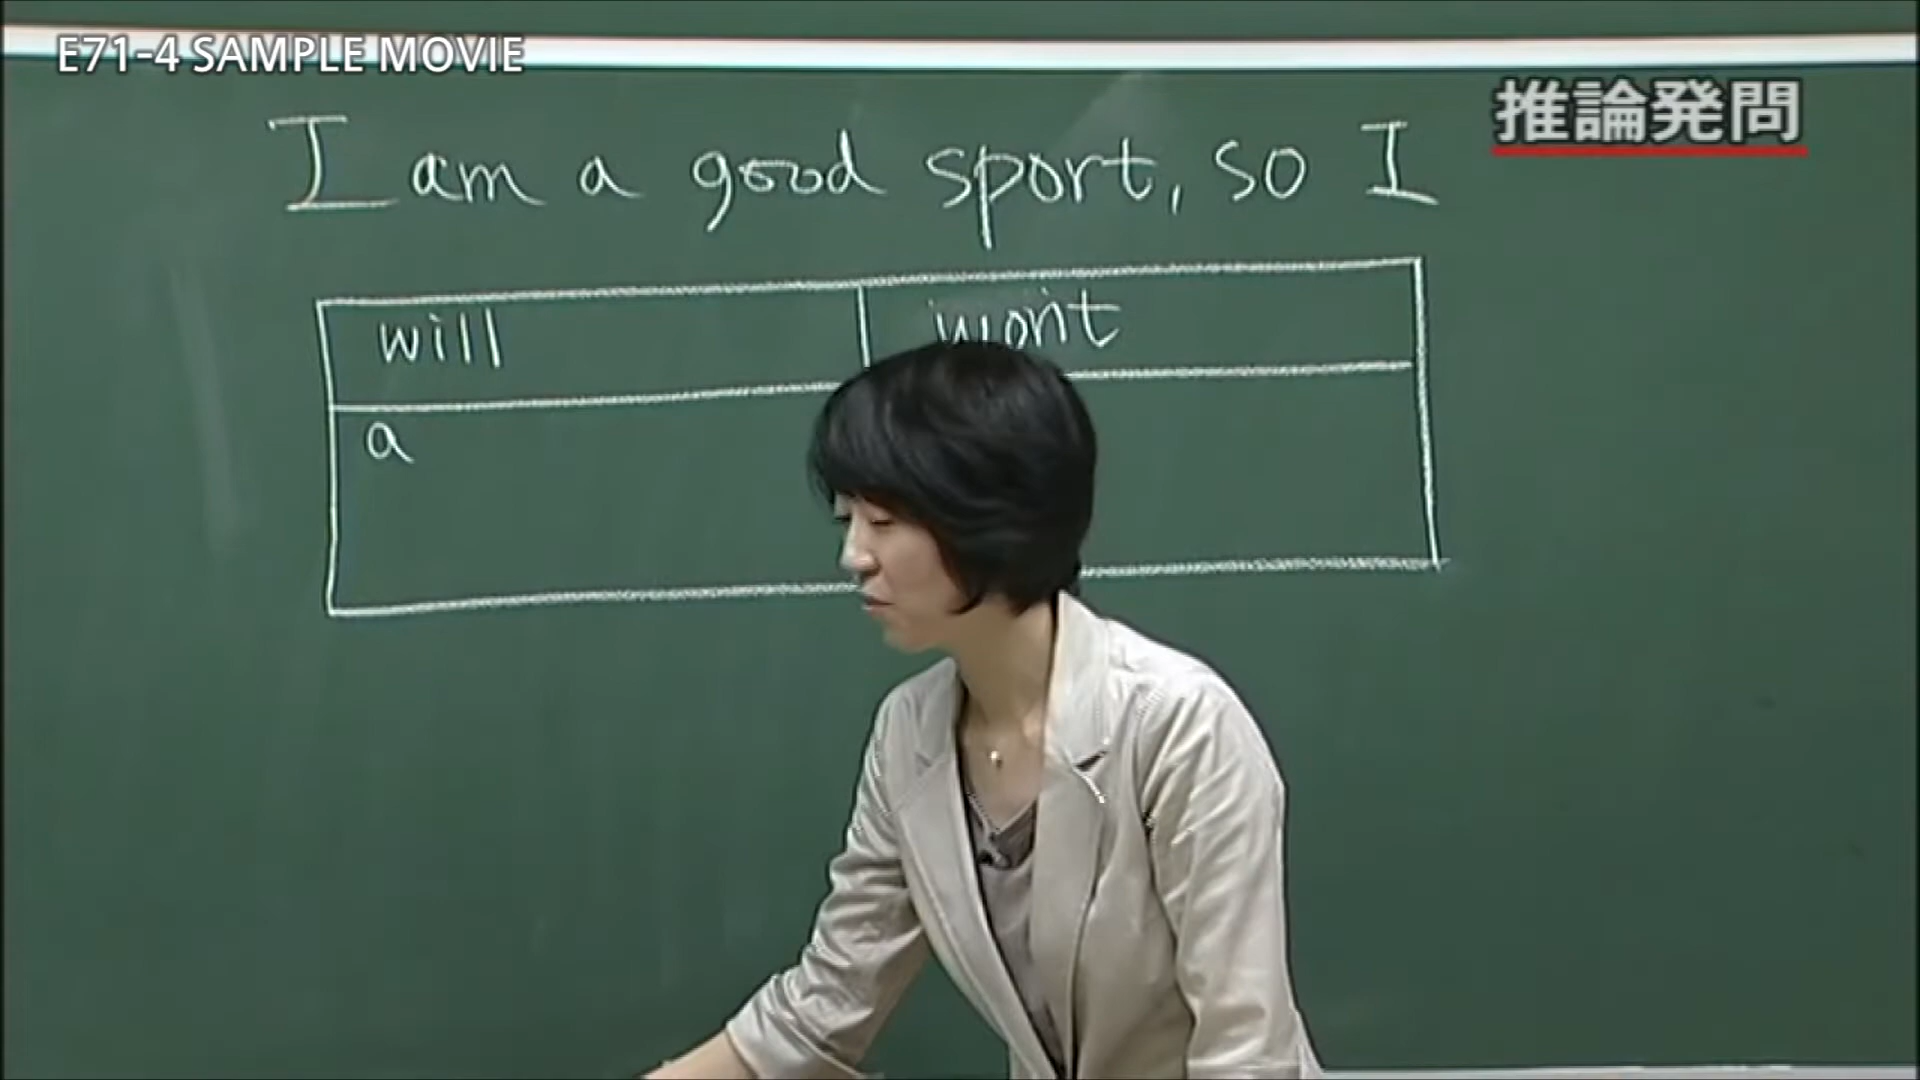 E71-4 SAMPLE MOVIE
推論発問
I am a good sport, so I
will won't
a